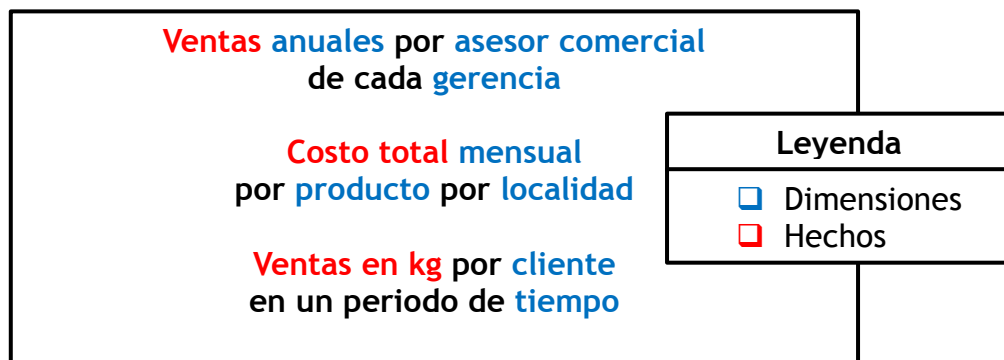 Ventas anuales por asesor comercial
de cada gerencia
Costo total mensual
por producto por localidad
Ventas en kg por cliente
en un periodo de tiempo
Leyenda
Dimensiones
Hechos